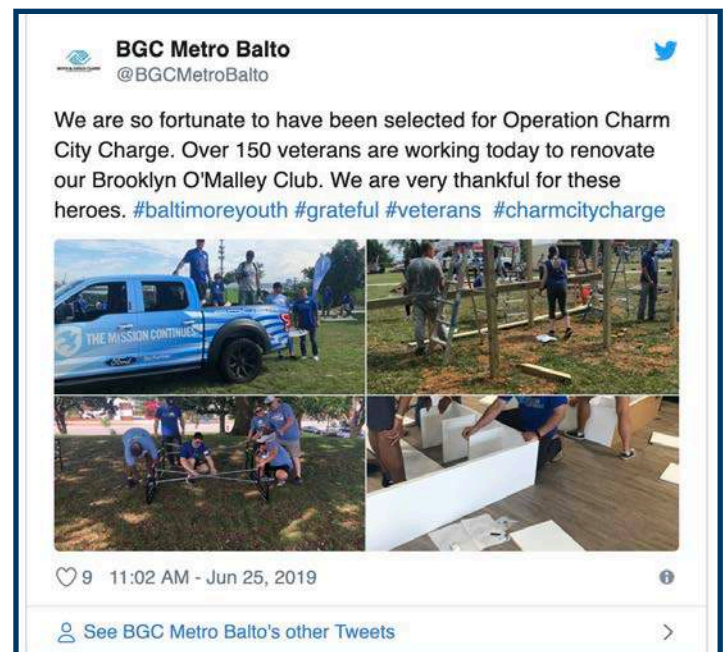 BGC Metro Balto
@BGCMetroBalto
We are so fortunate to have been selected for Operation Charm
City Charge. Over 150 veterans are working today to renovate
our Brooklyn O'Malley Club. We are very thankful for these
heroes. #baltimoreyouth #grateful #veterans #charmcitycharge
THE MISSION CONTINUES
Ford
9 11:02 AM - Jun 25, 2019
See BGC Metro Balto's other Tweets